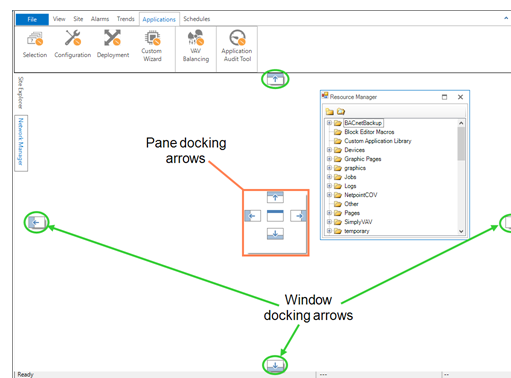 File View Site Alarms Trends Applications Schedules
Selection Configuration Deployment Custom Wizard VAV Balancing Application Audit Tool
Site Explorer
Network Manager
Resource Manager
BACnetBackup
Block Editor Macros
Custom Application Library
Devices
Graphic Pages
graphics
Jobs
Logs
NetpointCOV
Other
Pages
SimplyVAV
temporary
Pane docking
arrows
Window
docking arrows
Ready --- --